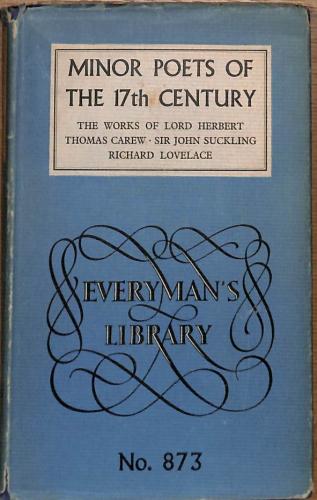 MINOR POETS OF
THE 17th CENTURY
THE WORKS OF LORD HERBERT
THOMAS CAREW · SIR JOHN SUCKLING
RICHARD LOVELACE
EVERYMAN'S
LIBRARY
No. 873